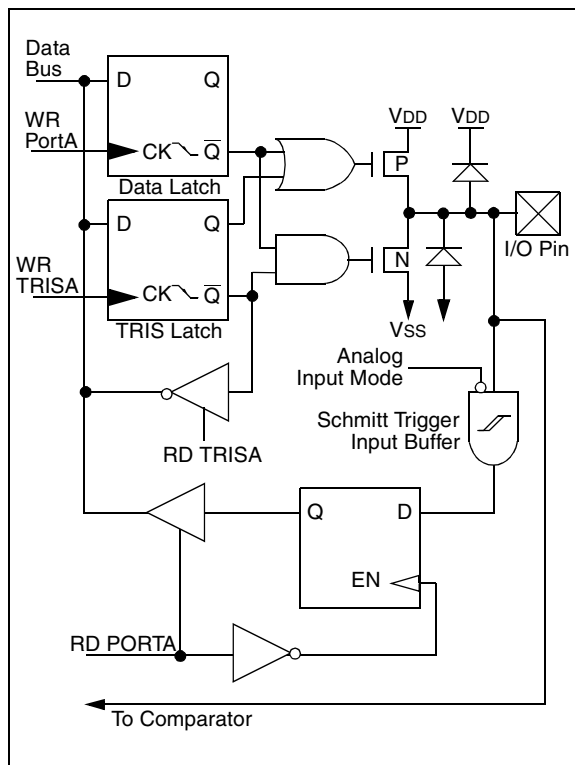 Data
Bus
D Q
VDD VDD
WR
PortA
CK Q
P
Data Latch
D Q
I/O Pin
WR
TRISA
N
CK Q
TRIS Latch
VSS
Analog
Input Mode
Schmitt Trigger
Input Buffer
RD TRISA
Q D
EN
RD PORTA
To Comparator